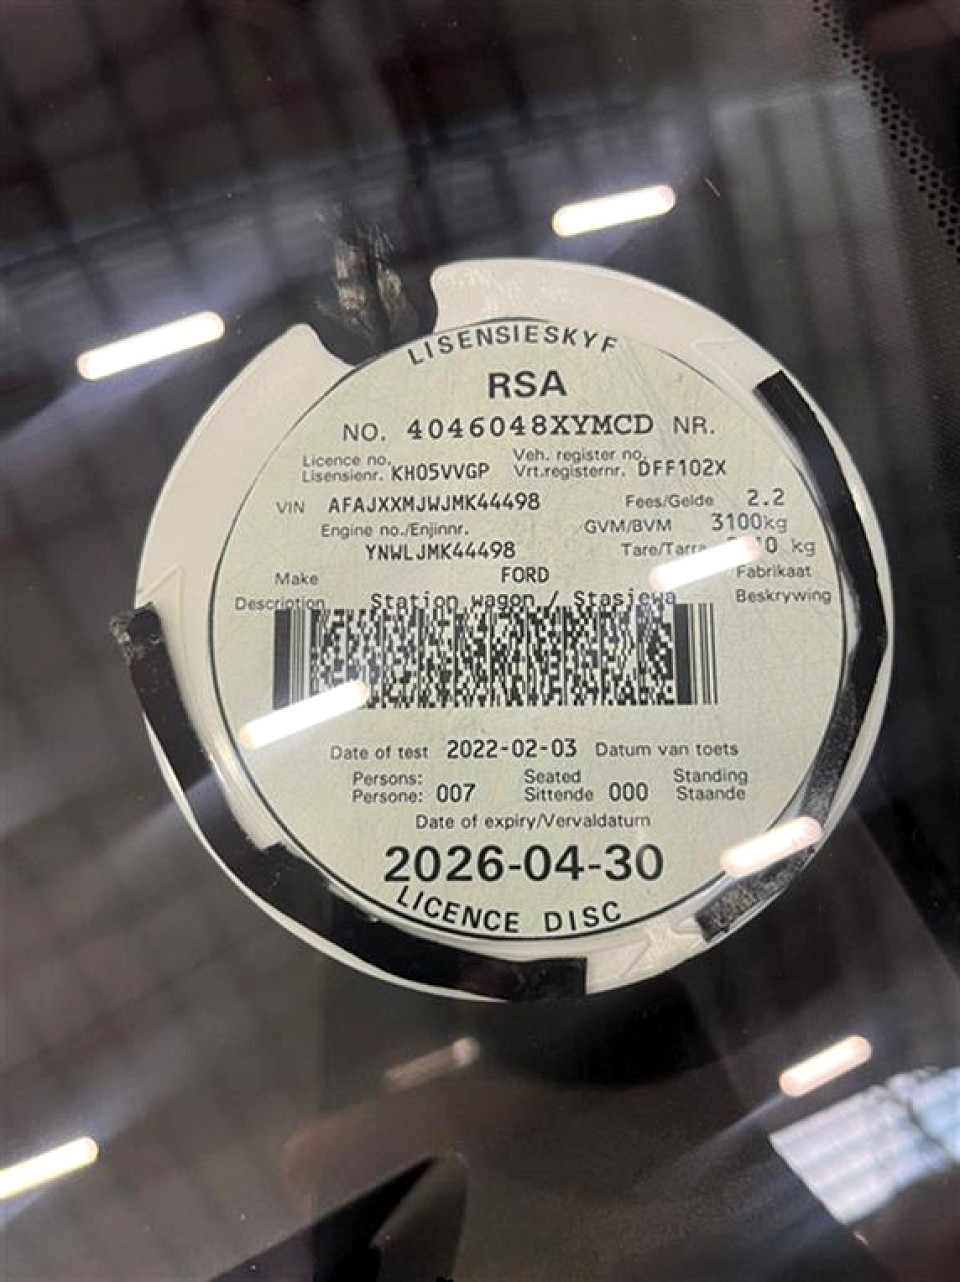 LISENSIESKYF
RSA
NO. 4046048XYMCD NR.
Licence no. Veh. register no.
Lisensienr. KH05VVGP Vrt.registernr. DFF102X
VIN AFAJXXMJWJMK44498 Fees/Gelde 2.2
Engine no./Enjinnr. GVM/BVM 3100kg
YNWLJMK44498 Tare/Tarra kg
Make FORD Fabrikaat
Description Station wagon / Stasiewa Beskrywing
Date of test 2022-02-03 Datum van toets
Persons: Seated Standing
Persone: 007 Sittende 000 Staande
Date of expiry/Vervaldatum
2026-04-30
LICENCE DISC